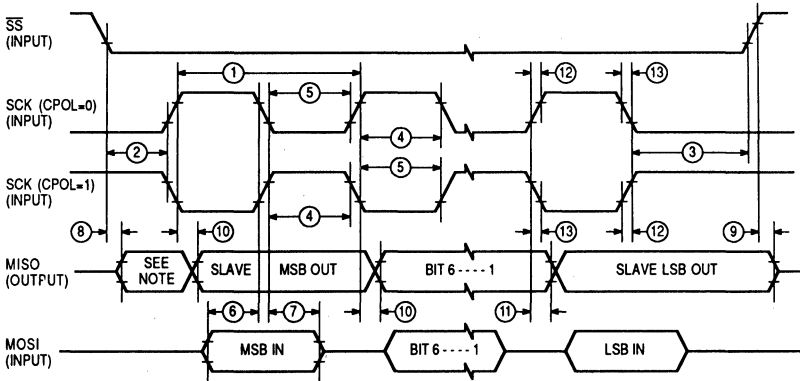 SS
(INPUT)
12
13
1
5
SCK (CPOL=0)
(INPUT)
4
2
3
5
SCK (CPOL=1)
(INPUT)
4
8
10
13
12
9
MISO
(OUTPUT)
SEE
NOTE
SLAVE
MSB OUT
BIT 6 - - - - 1
SLAVE LSB OUT
6
7
10
11
MOSI
(INPUT)
MSB IN
BIT 6 - - - - 1
LSB IN